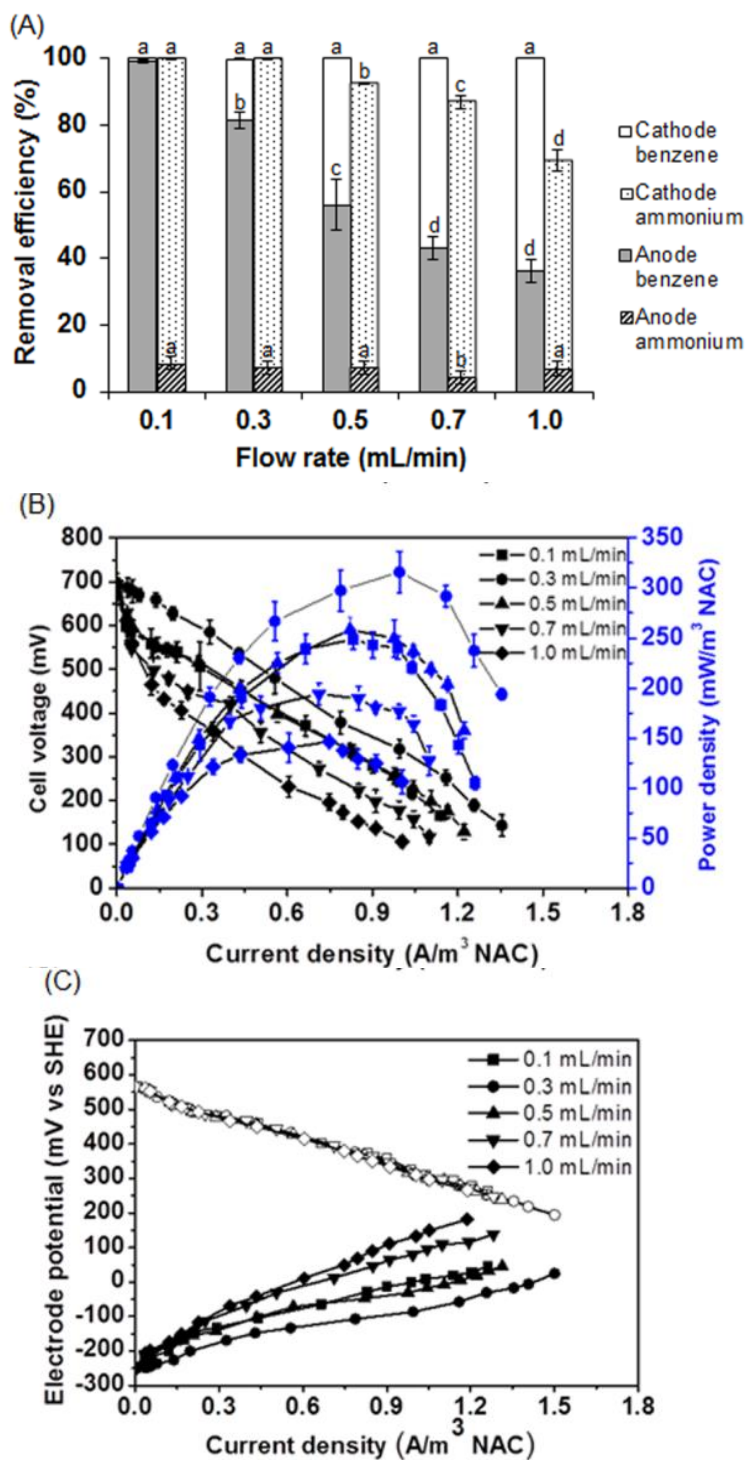 (A)
Removal efficiency (%)
100
80
60
40
20
0
a a
a a
a
b
a
c
a
d
b
c
d
d
d
a
a
a
b
a
0.1 0.3 0.5 0.7 1.0
Flow rate (mL/min)
Cathode
benzene
Cathode
ammonium
Anode
benzene
Anode
ammonium
(B)
Cell voltage (mV)
800
700
600
500
400
300
200
100
0
0.0 0.3 0.6 0.9 1.2 1.5 1.8
Current density (A/m³ NAC)
0.1 mL/min
0.3 mL/min
0.5 mL/min
0.7 mL/min
1.0 mL/min
350
300
250
200
150
100
50
0
Power density (mW/m³ NAC)
(C)
Electrode potential (mV vs SHE)
700
600
500
400
300
200
100
0
-100
-200
-300
0.0 0.3 0.6 0.9 1.2 1.5 1.8
Current density (A/m³ NAC)
0.1 mL/min
0.3 mL/min
0.5 mL/min
0.7 mL/min
1.0 mL/min